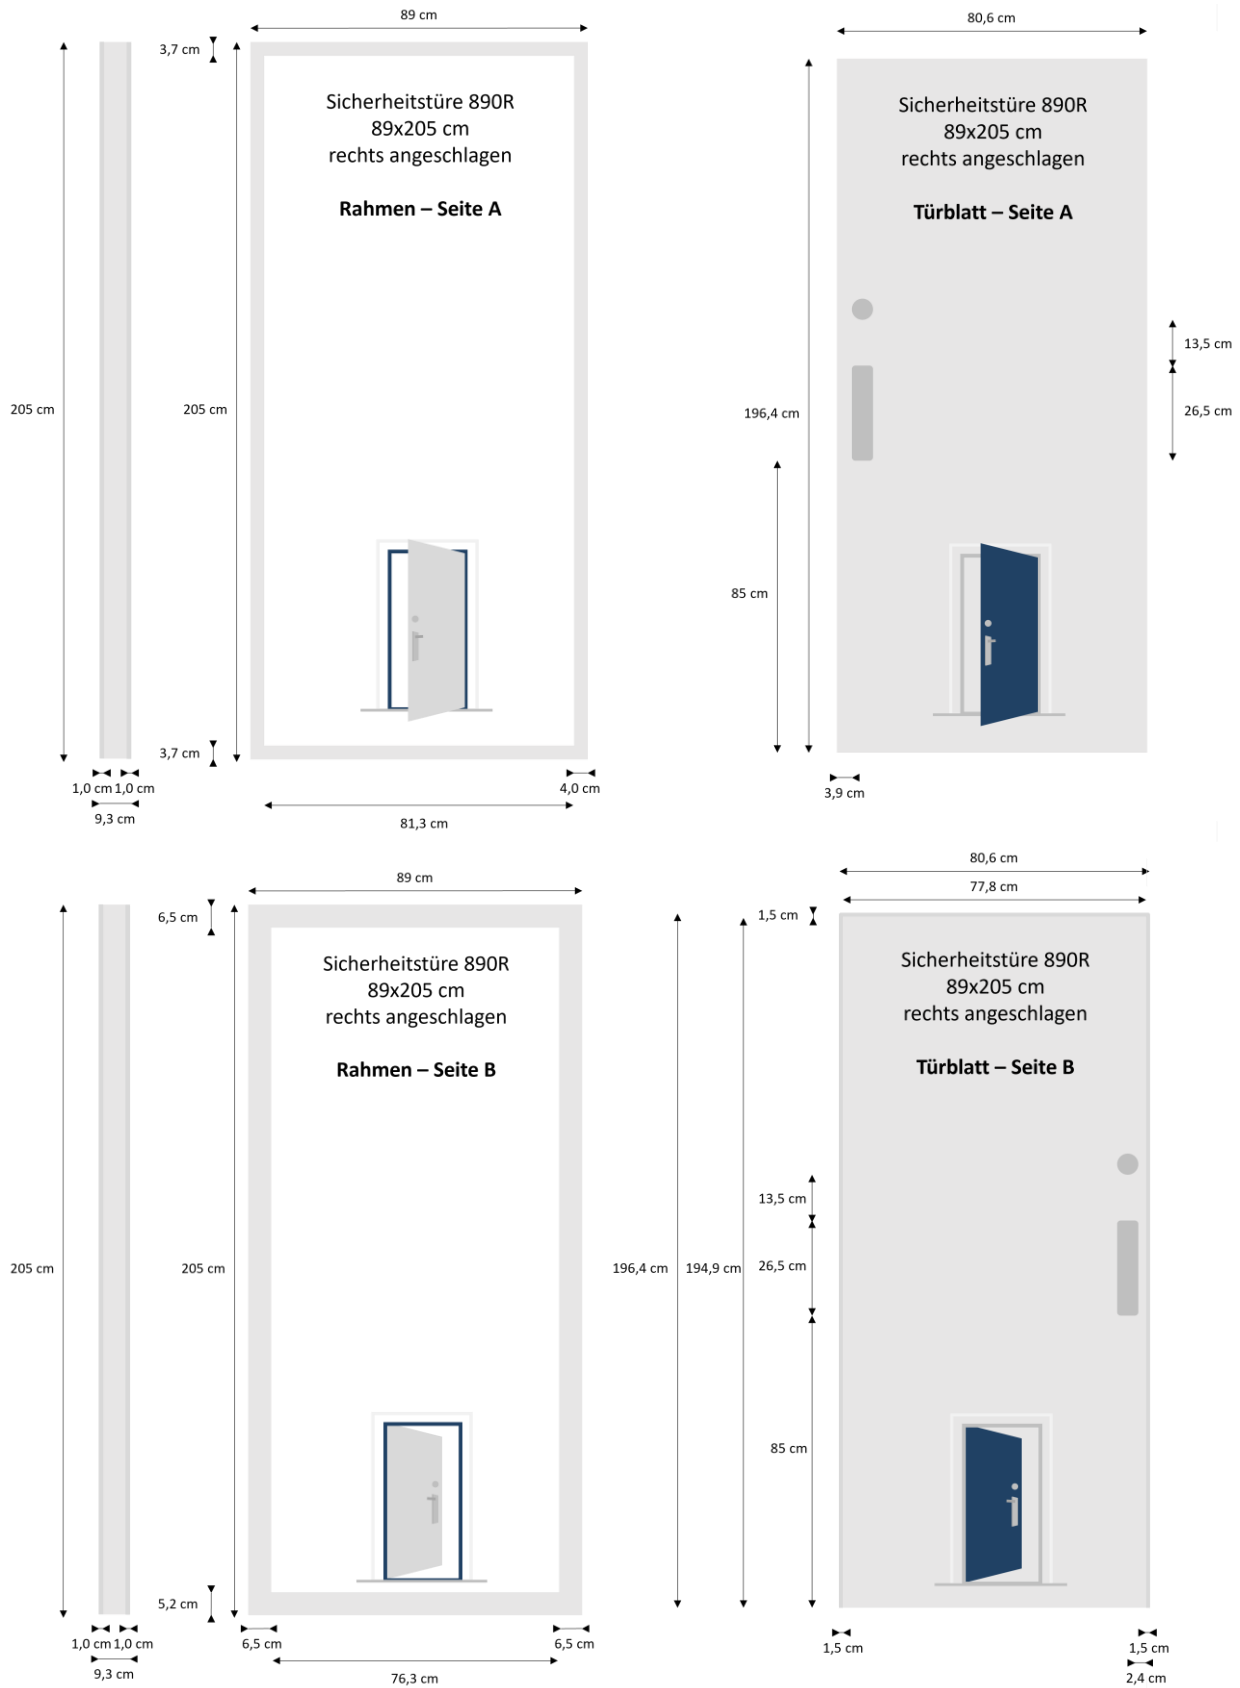 89 cm
3,7 cm
205 cm
205 cm
Sicherheitstüre 890R
89x205 cm
rechts angeschlagen
Rahmen – Seite A
3,7 cm
1,0 cm
1,0 cm
9,3 cm
4,0 cm
81,3 cm
80,6 cm
Sicherheitstüre 890R
89x205 cm
rechts angeschlagen
Türblatt – Seite A
13,5 cm
26,5 cm
196,4 cm
85 cm
3,9 cm
89 cm
6,5 cm
205 cm
205 cm
Sicherheitstüre 890R
89x205 cm
rechts angeschlagen
Rahmen – Seite B
5,2 cm
1,0 cm
1,0 cm
9,3 cm
6,5 cm
6,5 cm
76,3 cm
80,6 cm
77,8 cm
1,5 cm
Sicherheitstüre 890R
89x205 cm
rechts angeschlagen
Türblatt – Seite B
13,5 cm
196,4 cm
194,9 cm
26,5 cm
85 cm
1,5 cm
1,5 cm
2,4 cm